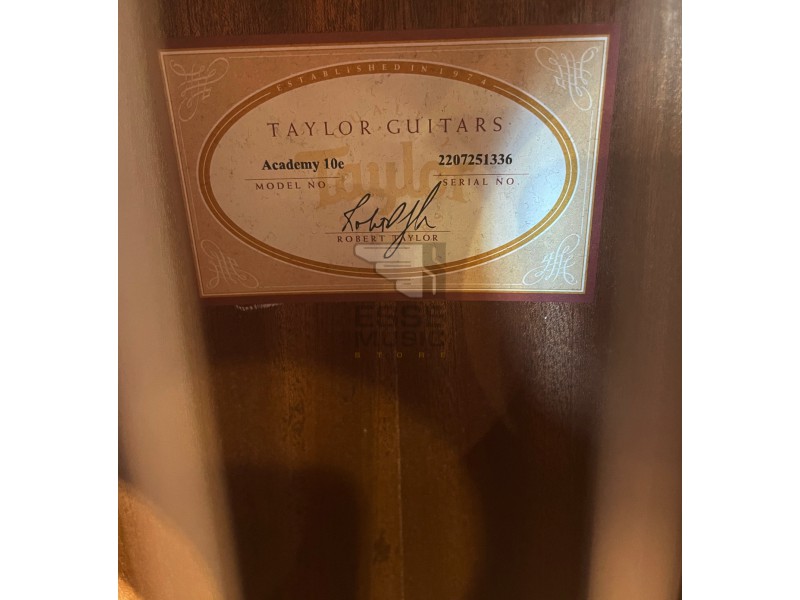 ESTABLISHED IN 1974
TAYLOR GUITARS
Taylor
Academy 10e 2207251336
MODEL NO SERIAL NO
ROBERT TAYLOR
ESSE
MUSIC
STORE